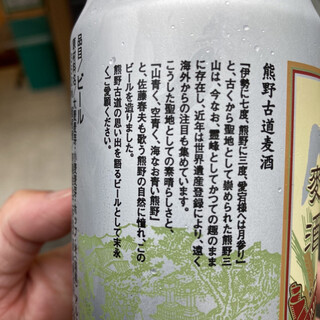 熊野古道麦酒
『伊勢に七度、熊野に三度、愛宕様へは月参り』
と、古くから聖地として崇められた熊野三
山は、今なお、霊峰としてかつての趣のまま
に存在し、近年は世界遺産登録により、遠く
海外からの注目も集めています。
こうした聖地としての素晴らしさと、
「山青く、空青く、海なお青い熊野」
と、佐藤春夫も歌う熊野の自然に憧れ、この
ビールを造りました。
熊野古道の思い出を語るビールとして末永
くご愛顧ください。
麦酒